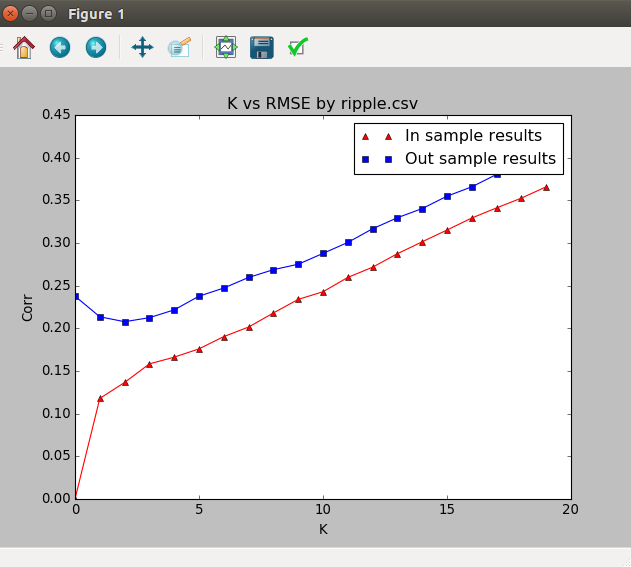 Figure 1
K vs RMSE by ripple.csv
In sample results
Out sample results
0.45
0.40
0.35
0.30
0.25
0.20
0.15
0.10
0.05
0.00
Corr
0 5 10 15 20
K